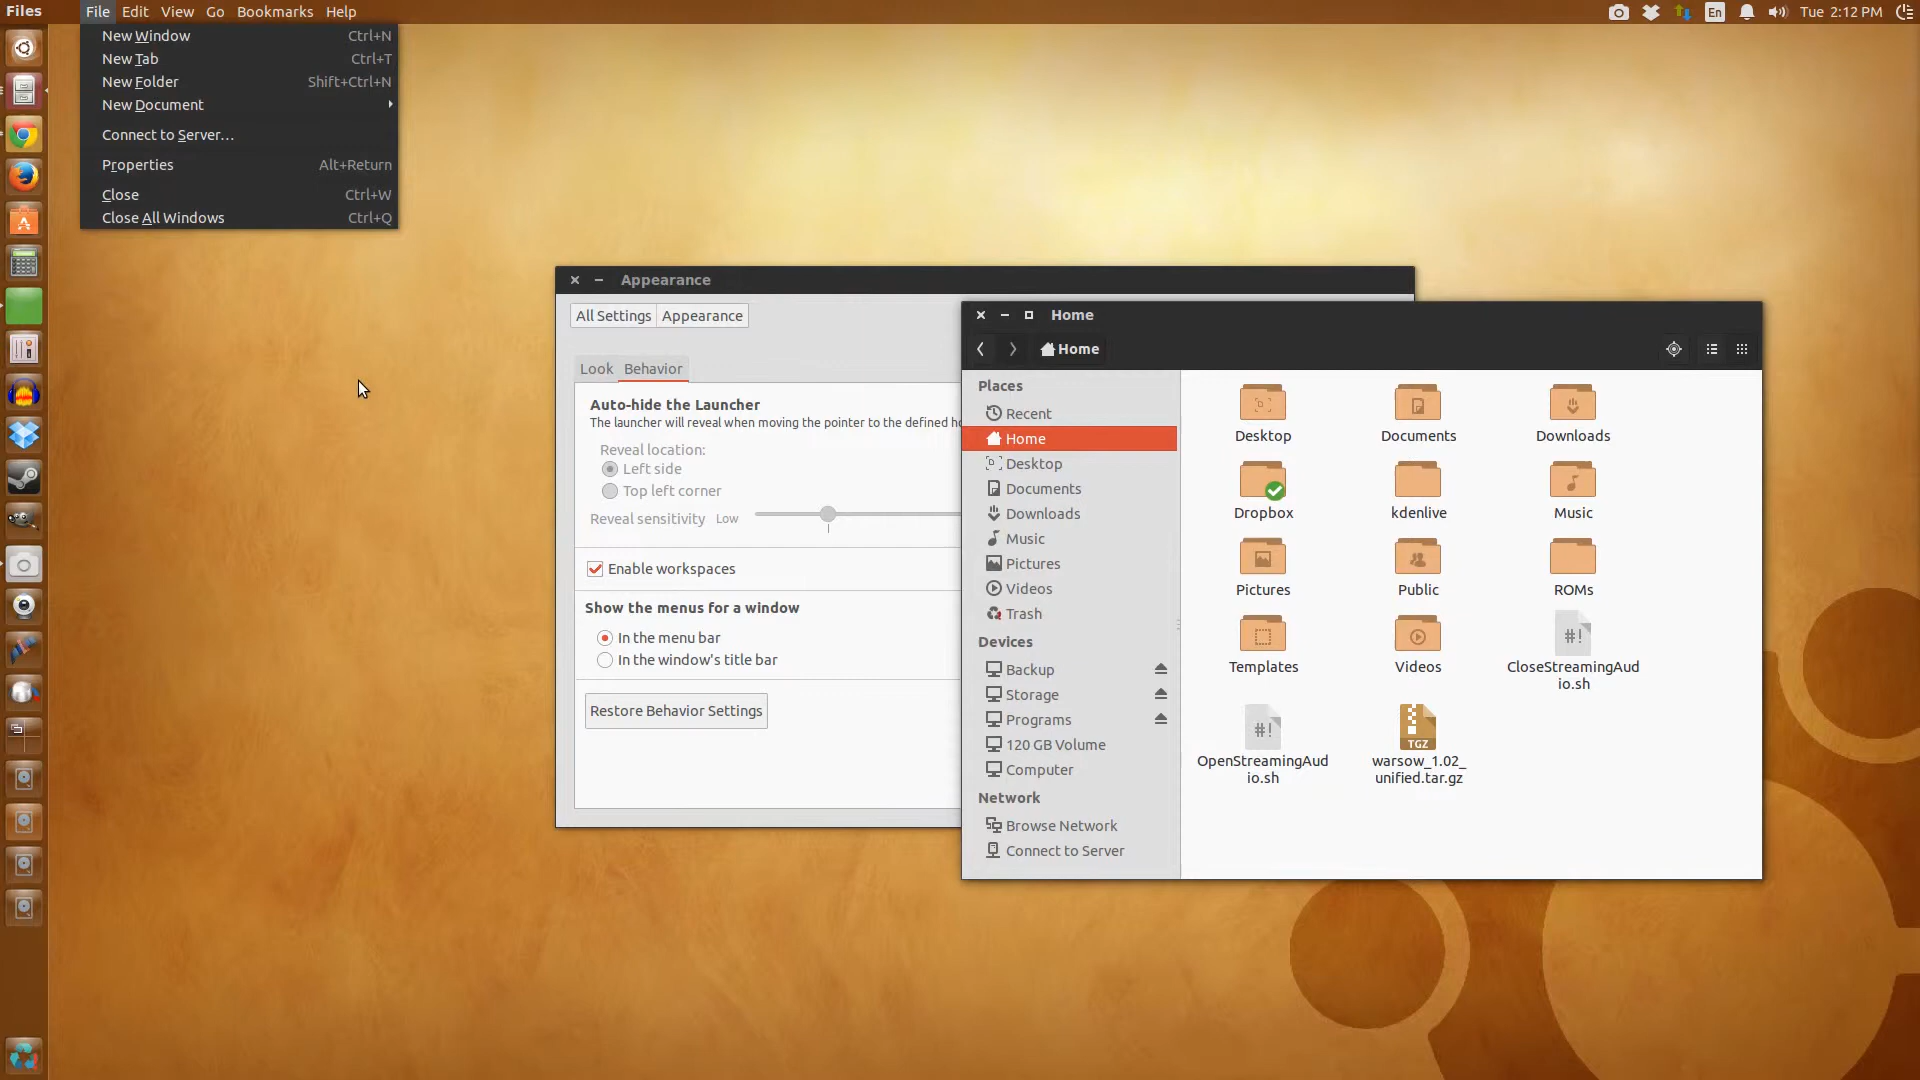 Files File Edit View Go Bookmarks Help En Tue 2:12 PM
New Window Ctrl+N
New Tab Ctrl+T
New Folder Shift+Ctrl+N
New Document
Connect to Server…
Properties Alt+Return
Close Ctrl+W
Close All Windows Ctrl+Q
Appearance
All Settings Appearance
Look Behavior
Auto-hide the Launcher
The launcher will reveal when moving the pointer to the defined
Reveal location:
Left side
Top left corner
Reveal sensitivity Low
Enable workspaces
Show the menus for a window
In the menu bar
In the window's title bar
Restore Behavior Settings
Home
Home
Places
Recent
Home
Desktop
Documents
Downloads
Music
Pictures
Videos
Trash
Devices
Backup
Storage
Programs
120 GB Volume
Computer
Network
Browse Network
Connect to Server
Desktop Documents Downloads
Dropbox kdenlive Music
Pictures Public ROMs
#!
Templates Videos CloseStreamingAud
io.sh
#! TGZ
OpenStreamingAud warsow_1.02_
io.sh unified.tar.gz